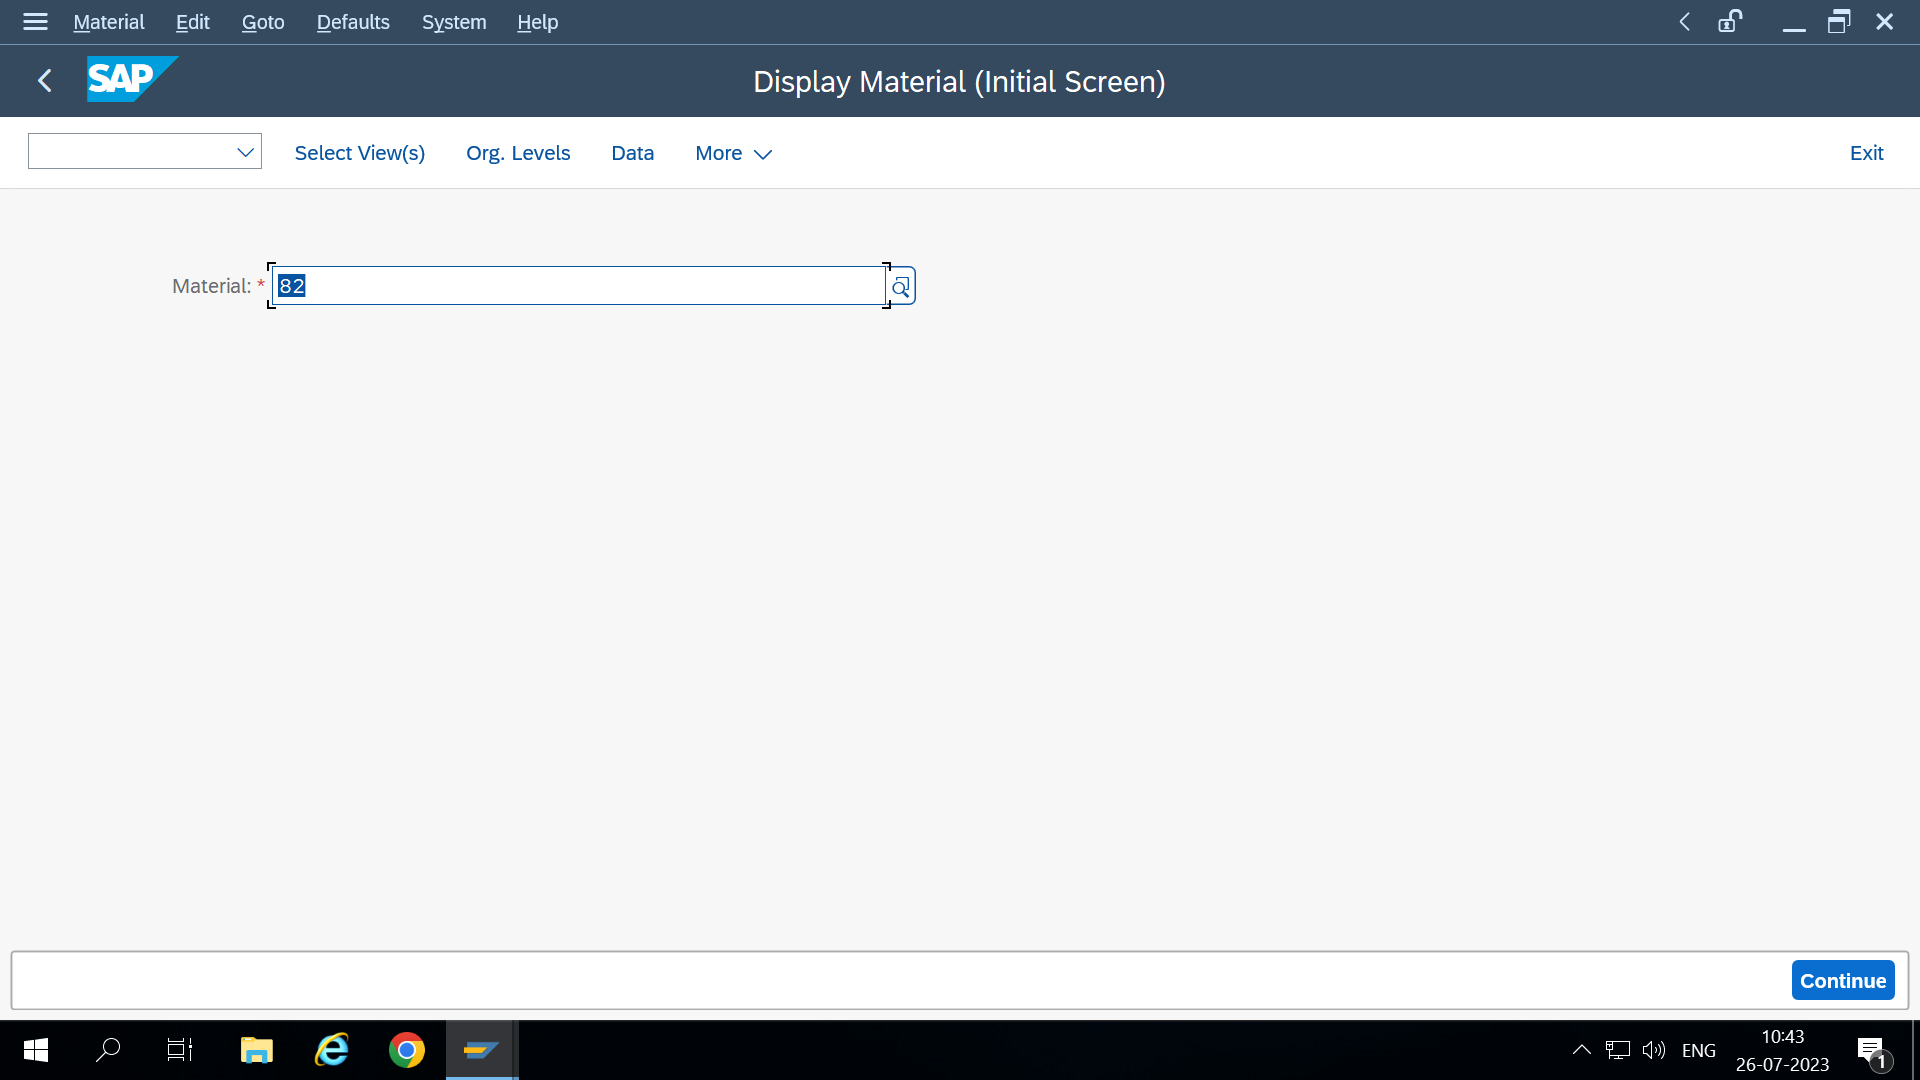 Material Edit Goto Defaults System Help
SAP Display Material (Initial Screen)
Select View(s) Org. Levels Data More Exit
Material: * 82
Continue
ENG 10:43
26-07-2023
1